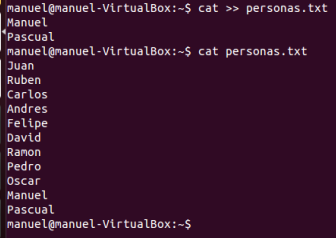 manuel@manuel-VirtualBox:~$ cat >> personas.txt
Manuel
Pascual
manuel@manuel-VirtualBox:~$ cat personas.txt
Juan
Ruben
Carlos
Andres
Felipe
David
Ramon
Pedro
Oscar
Manuel
Pascual
manuel@manuel-VirtualBox:~$